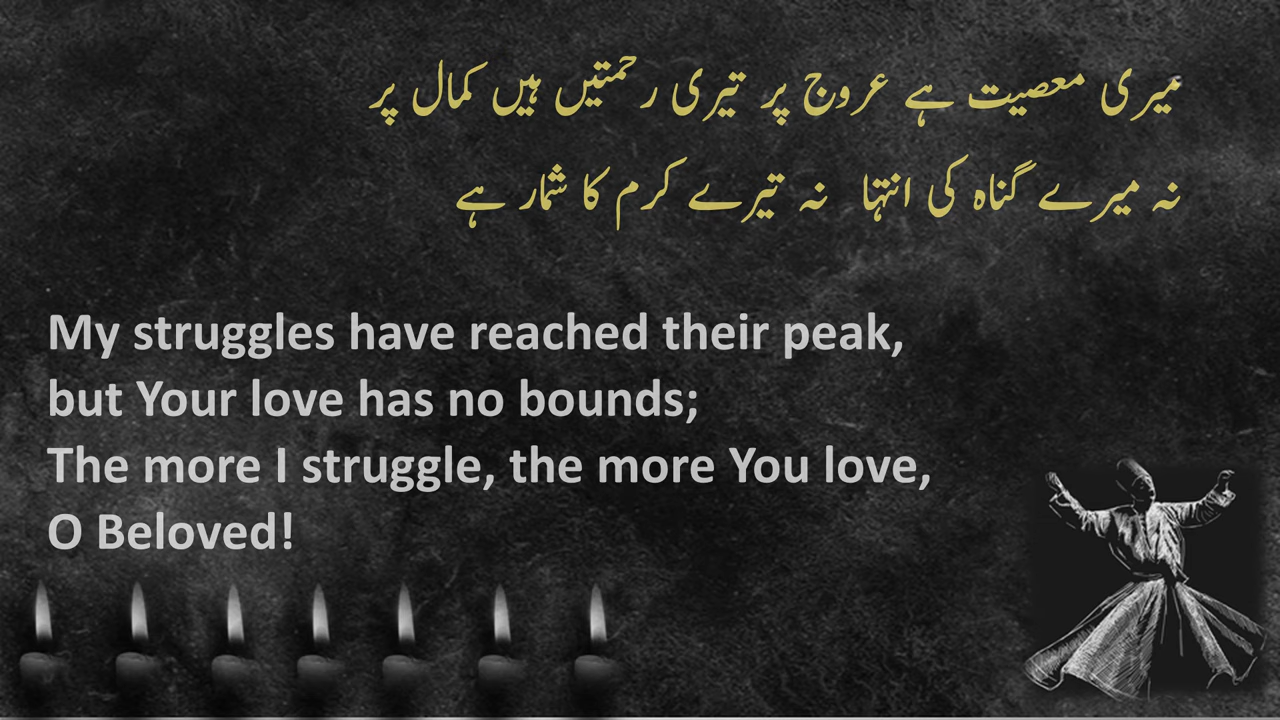 میری معصیت ہے عروج پر تیری رحمتیں ہیں کمال پر
نہ میرے گناہ کی انتہا نہ تیرے کرم کا شمار ہے
My struggles have reached their peak,
but Your love has no bounds;
The more I struggle, the more You love,
O Beloved!